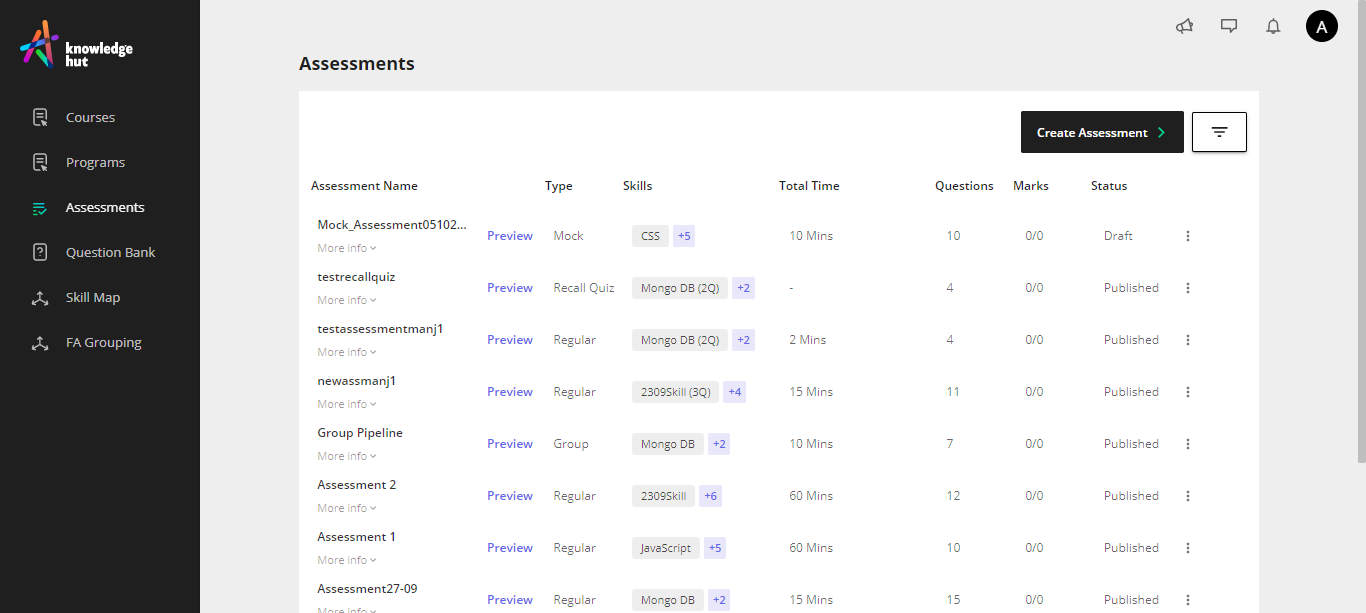 knowledge
hut
A
Courses
Programs
Assessments
Question Bank
Skill Map
FA Grouping
Assessments
Create Assessment
Assessment Name Type Skills Total Time Questions Marks Status
Mock_Assessment05102...
More info
Preview Mock CSS +5 10 Mins 10 0/0 Draft
testrecallquiz
More info
Preview Recall Quiz Mongo DB (2Q) +2 - 4 0/0 Published
testassessmentmanj1
More info
Preview Regular Mongo DB (2Q) +2 2 Mins 4 0/0 Published
newassmanj1
More info
Preview Regular 2309Skill (3Q) +4 15 Mins 11 0/0 Published
Group Pipeline
More info
Preview Group Mongo DB +2 10 Mins 7 0/0 Published
Assessment 2
More info
Preview Regular 2309Skill +6 60 Mins 12 0/0 Published
Assessment 1
More info
Preview Regular JavaScript +5 60 Mins 10 0/0 Published
Assessment27-09
More info
Preview Regular Mongo DB +2 15 Mins 15 0/0 Published